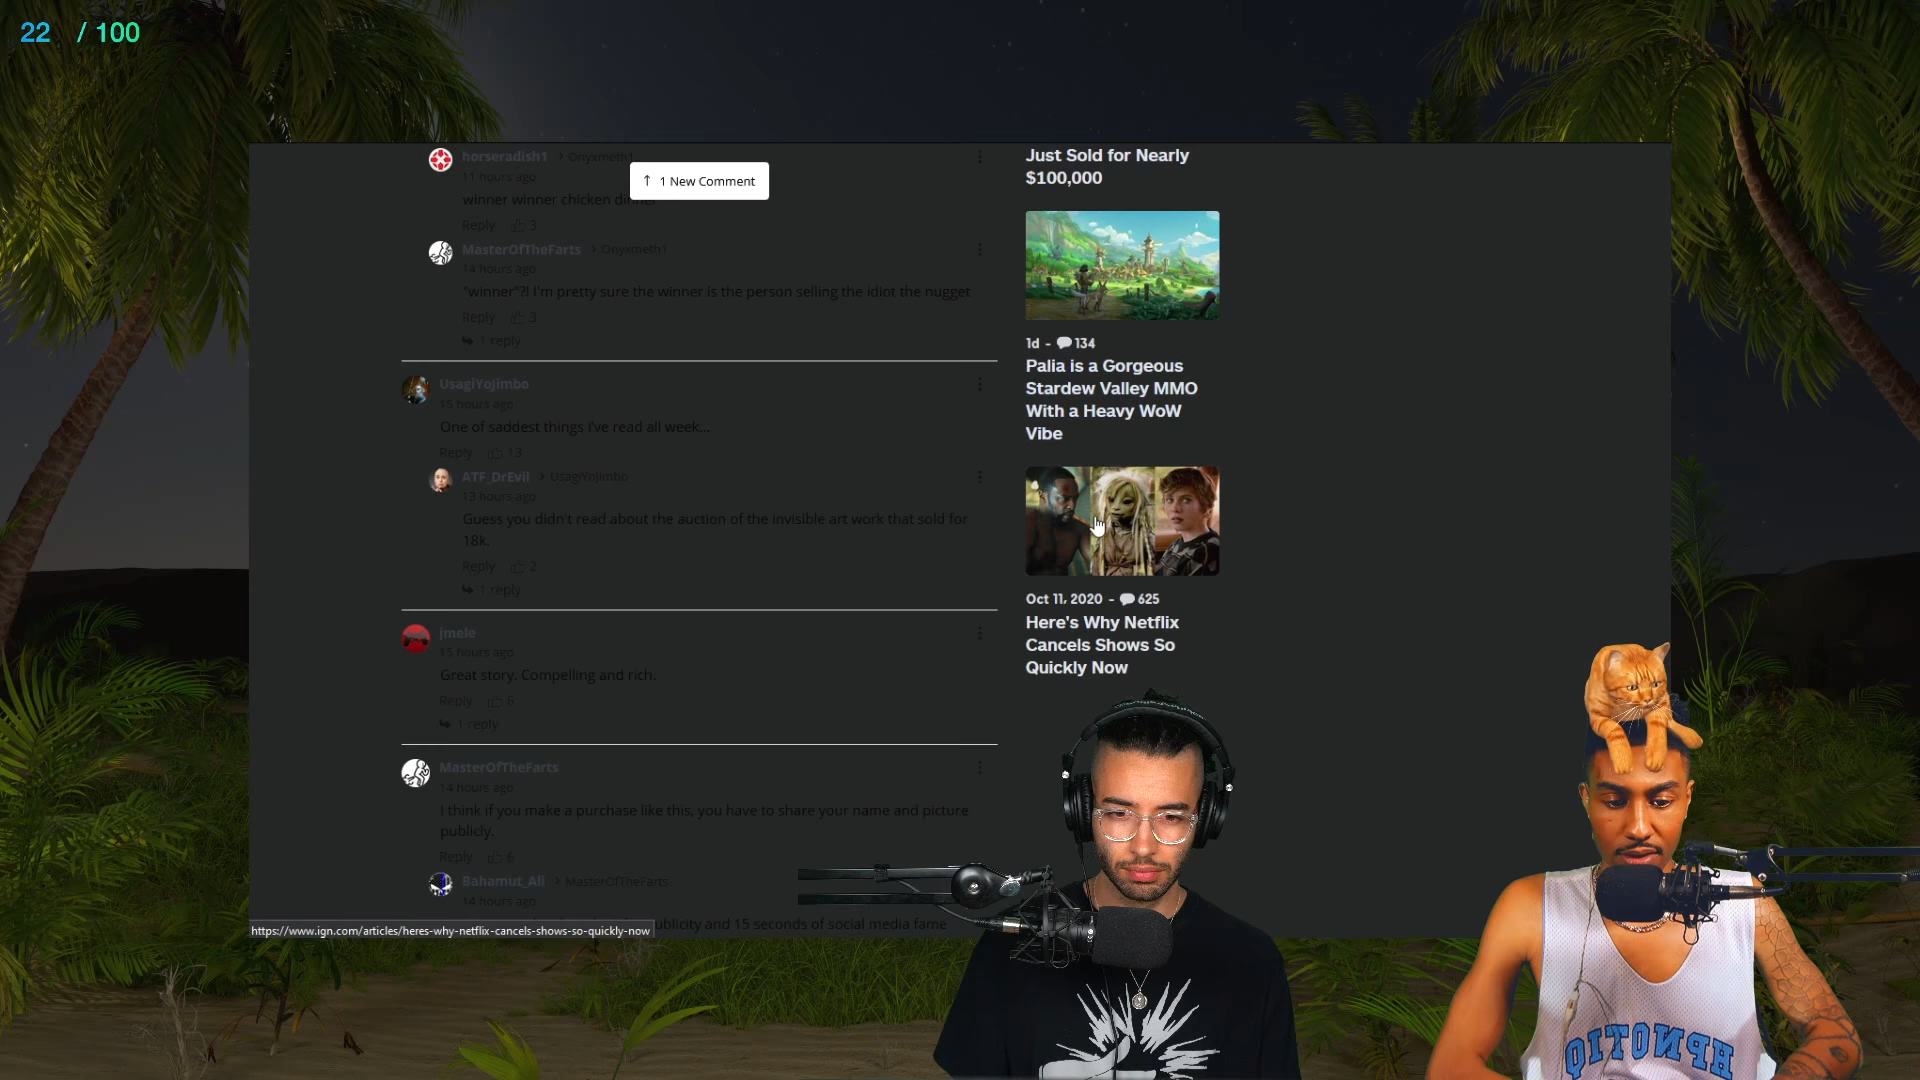 22 / 100
horseradish1 > Onyxmeth1
11 hours ago
↑ 1 New Comment
winner winner chicken dinner
Reply 3
MasterOfTheFarts > Onyxmeth1
14 hours ago
"winner"?! I'm pretty sure the winner is the person selling the idiot the nugget
Reply 3
1 reply
UsagiYojimbo
15 hours ago
One of saddest things I've read all week...
Reply 13
ATF_DrEvil > UsagiYojimbo
13 hours ago
Guess you didn't read about the auction of the invisible art work that sold for
18k.
Reply 2
1 reply
jmele
15 hours ago
Great story. Compelling and rich.
Reply 6
1 reply
MasterOfTheFarts
14 hours ago
I think if you make a purchase like this, you have to share your name and picture
publicly.
Reply 6
Bahamut_Ali > MasterOfTheFarts
14 hours ago
publicity and 15 seconds of social media fame
https://www.ign.com/articles/heres-why-netflix-cancels-shows-so-quickly-now
Just Sold for Nearly
$100,000
1d - 134
Palia is a Gorgeous
Stardew Valley MMO
With a Heavy WoW
Vibe
Oct 11, 2020 - 625
Here's Why Netflix
Cancels Shows So
Quickly Now
HPNOTIQ